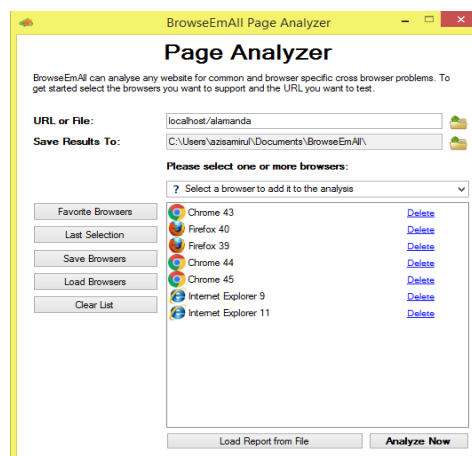 BrowseEmAll Page Analyzer
Page Analyzer
BrowseEmAll can analyse any website for common and browser specific cross browser problems. To
get started select the browsers you want to support and the URL you want to test.
URL or File:
localhost/alamanda
Save Results To:
C:\Users\azisamirul\Documents\BrowseEmAll\
Please select one or more browsers:
? Select a browser to add it to the analysis
Favorite Browsers
Last Selection
Save Browsers
Load Browsers
Clear List
Chrome 43 Delete
Firefox 40 Delete
Firefox 39 Delete
Chrome 44 Delete
Chrome 45 Delete
Internet Explorer 9 Delete
Internet Explorer 11 Delete
Load Report from File
Analyze Now